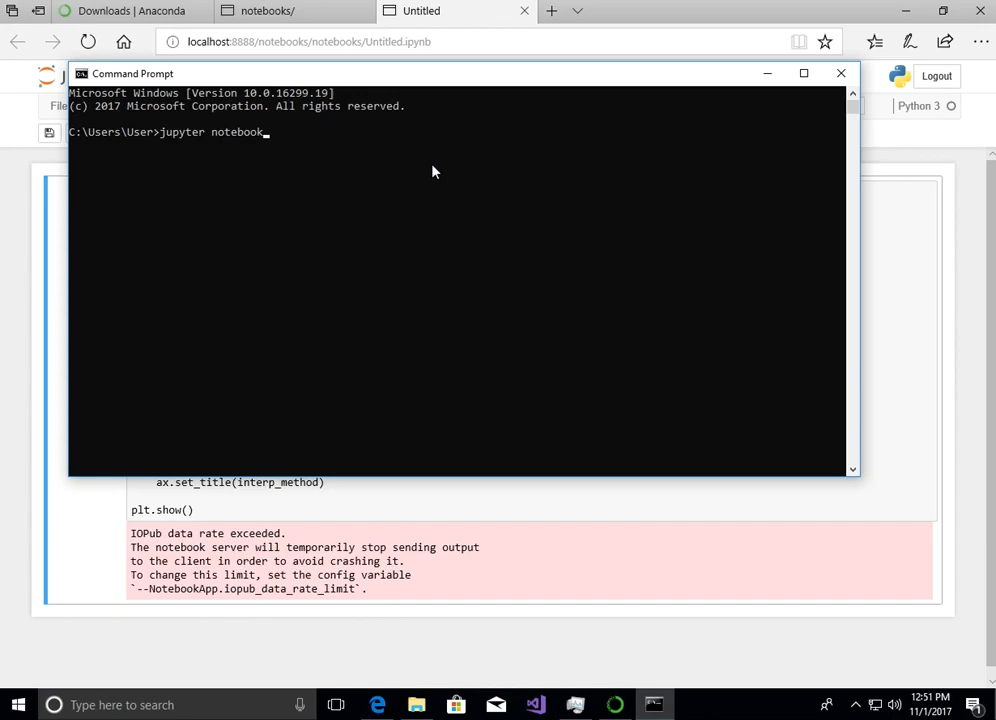 Downloads | Anaconda
notebooks/
Untitled
localhost:8888/notebooks/notebooks/Untitled.ipynb
Command Prompt
J
Logout
File
Python 3
Microsoft Windows [Version 10.0.16299.19]
(c) 2017 Microsoft Corporation. All rights reserved.
C:\Users\User>jupyter notebook
ax.set_title(interp_method)
plt.show()
IOPub data rate exceeded.
The notebook server will temporarily stop sending output
to the client in order to avoid crashing it.
To change this limit, set the config variable
`--NotebookApp.iopub_data_rate_limit`.
Type here to search
12:51 PM
11/1/2017
1